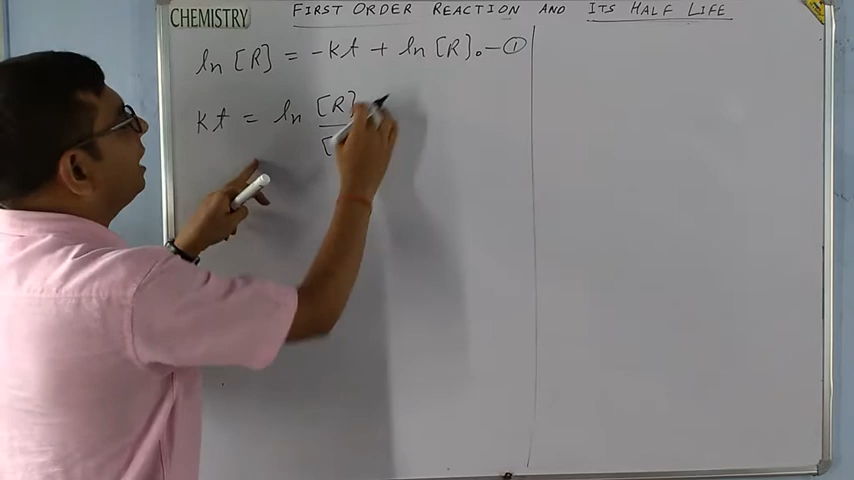 CHEMISTRY
FIRST ORDER REACTION AND ITS HALF LIFE
ln [R] = -kt + ln [R]₀ —①
kt = ln [R]